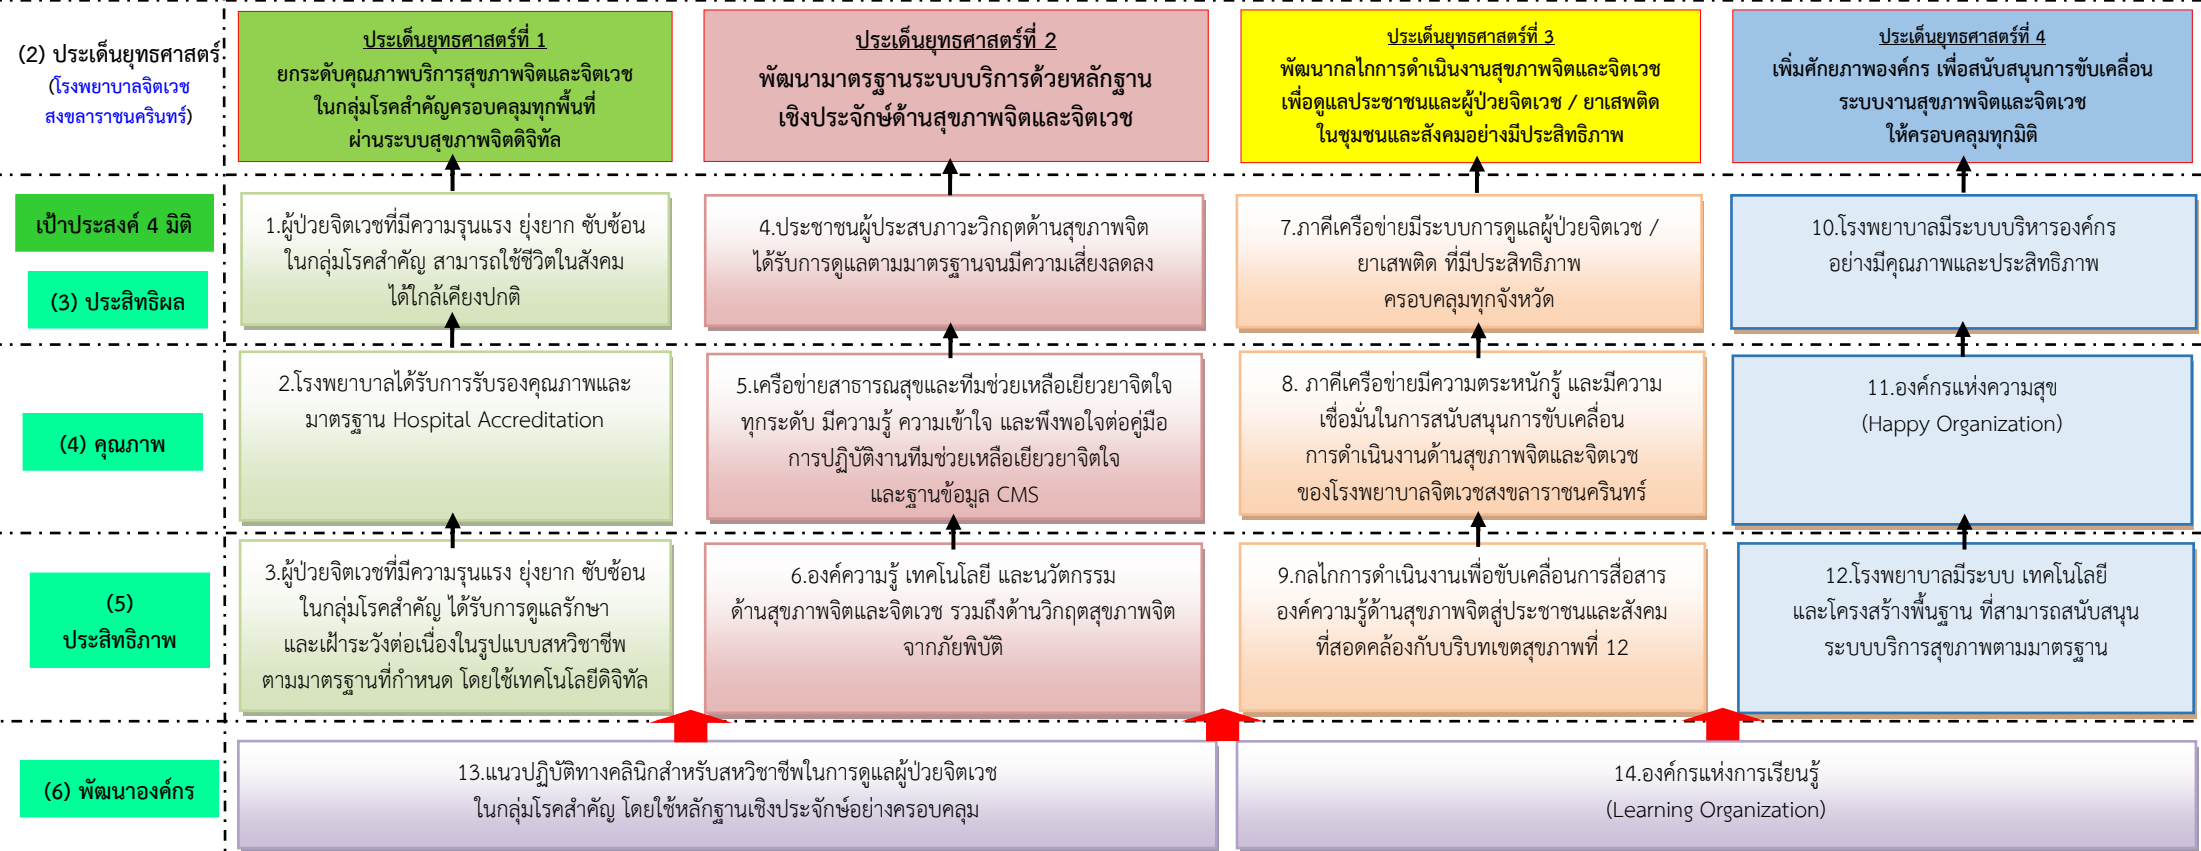 (2) ประเด็นยุทธศาสตร์
(โรงพยาบาลจิตเวช
สงขลาราชนครินทร์)
ประเด็นยุทธศาสตร์ที่ 1
ยกระดับคุณภาพบริการสุขภาพจิตและจิตเวช
ในกลุ่มโรคสำคัญครอบคลุมทุกพื้นที่
ผ่านระบบสุขภาพจิตดิจิทัล
ประเด็นยุทธศาสตร์ที่ 2
พัฒนามาตรฐานระบบบริการด้วยหลักฐาน
เชิงประจักษ์ด้านสุขภาพจิตและจิตเวช
ประเด็นยุทธศาสตร์ที่ 3
พัฒนากลไกการดำเนินงานสุขภาพจิตและจิตเวช
เพื่อดูแลประชาชนและผู้ป่วยจิตเวช / ยาเสพติด
ในชุมชนและสังคมอย่างมีประสิทธิภาพ
ประเด็นยุทธศาสตร์ที่ 4
เพิ่มศักยภาพองค์กร เพื่อสนับสนุนการขับเคลื่อน
ระบบงานสุขภาพจิตและจิตเวช
ให้ครอบคลุมทุกมิติ
เป้าประสงค์ 4 มิติ
(3) ประสิทธิผล
1.ผู้ป่วยจิตเวชที่มีความรุนแรง ยุ่งยาก ซับซ้อน
ในกลุ่มโรคสำคัญ สามารถใช้ชีวิตในสังคม
ได้ใกล้เคียงปกติ
4.ประชาชนผู้ประสบภาวะวิกฤตด้านสุขภาพจิต
ได้รับการดูแลตามมาตรฐานจนมีความเสี่ยงลดลง
7.ภาคีเครือข่ายมีระบบการดูแลผู้ป่วยจิตเวช /
ยาเสพติด ที่มีประสิทธิภาพ
ครอบคลุมทุกจังหวัด
10.โรงพยาบาลมีระบบบริหารองค์กร
อย่างมีคุณภาพและประสิทธิภาพ
(4) คุณภาพ
2.โรงพยาบาลได้รับการรับรองคุณภาพและ
มาตรฐาน Hospital Accreditation
5.เครือข่ายสาธารณสุขและทีมช่วยเหลือเยียวยาจิตใจ
ทุกระดับ มีความรู้ ความเข้าใจ และพึงพอใจต่อคู่มือ
การปฏิบัติงานทีมช่วยเหลือเยียวยาจิตใจ
และฐานข้อมูล CMS
8. ภาคีเครือข่ายมีความตระหนักรู้ และมีความ
เชื่อมั่นในการสนับสนุนการขับเคลื่อน
การดำเนินงานด้านสุขภาพจิตและจิตเวช
ของโรงพยาบาลจิตเวชสงขลาราชนครินทร์
11.องค์กรแห่งความสุข
(Happy Organization)
(5)
ประสิทธิภาพ
3.ผู้ป่วยจิตเวชที่มีความรุนแรง ยุ่งยาก ซับซ้อน
ในกลุ่มโรคสำคัญ ได้รับการดูแลรักษา
และเฝ้าระวังต่อเนื่องในรูปแบบสหวิชาชีพ
ตามมาตรฐานที่กำหนด โดยใช้เทคโนโลยีดิจิทัล
6.องค์ความรู้ เทคโนโลยี และนวัตกรรม
ด้านสุขภาพจิตและจิตเวช รวมถึงด้านวิกฤตสุขภาพจิต
จากภัยพิบัติ
9.กลไกการดำเนินงานเพื่อขับเคลื่อนการสื่อสาร
องค์ความรู้ด้านสุขภาพจิตสู่ประชาชนและสังคม
ที่สอดคล้องกับบริบทเขตสุขภาพที่ 12
12.โรงพยาบาลมีระบบ เทคโนโลยี
และโครงสร้างพื้นฐาน ที่สามารถสนับสนุน
ระบบบริการสุขภาพตามมาตรฐาน
(6) พัฒนาองค์กร
13.แนวปฏิบัติทางคลินิกสำหรับสหวิชาชีพในการดูแลผู้ป่วยจิตเวช
ในกลุ่มโรคสำคัญ โดยใช้หลักฐานเชิงประจักษ์อย่างครอบคลุม
14.องค์กรแห่งการเรียนรู้
(Learning Organization)